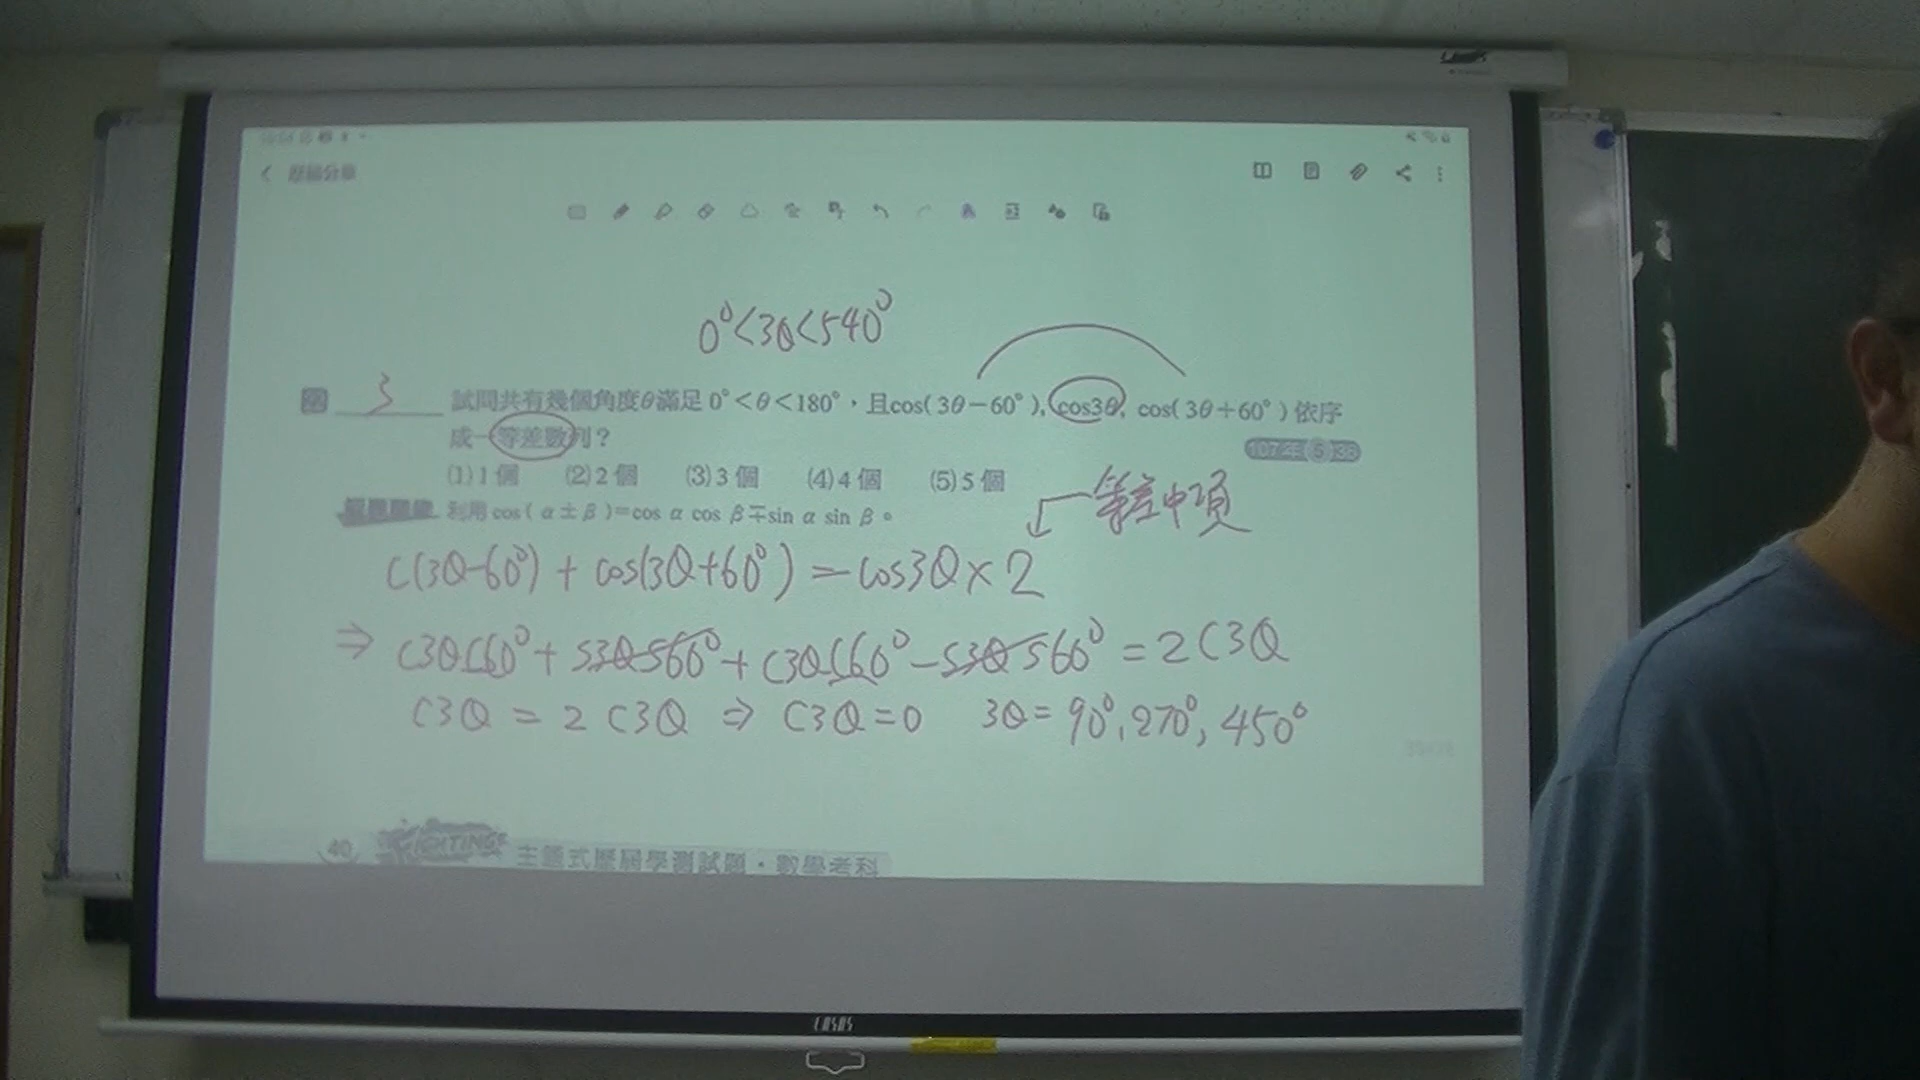 0°<3θ<540°
3 試問共有幾個角度θ滿足 0°<θ<180°,且cos(3θ-60°), cos3θ, cos(3θ+60°)依序
成一等差數列?
(1)1個 (2)2個 (3)3個 (4)4個 (5)5個
利用 cos(α±β)=cos α cos β∓sin α sin β。
等差中項
C(3θ-60°) + cos(3θ+60°) = cos3θ×2
⇒ C3θC60° + S3θS60° + C3θC60° - S3θS60° = 2C3θ
C3θ = 2C3θ ⇒ C3θ=0 3θ=90°,270°,450°
40 主題式歷屆學測試題・數學考科